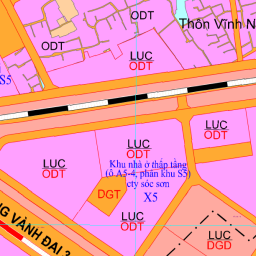 ODT
Thôn Vĩnh N
ODT
LUC
ODT
S5
LUC
ODT
LUC
ODT
LUC
ODT
Khu nhà ở thấp tầng
(ô A5-4, phân khu S5)
cty sóc sơn
DGT
X5
LUC
ODT
NG VÀNH ĐAI 3
LUC
DGD